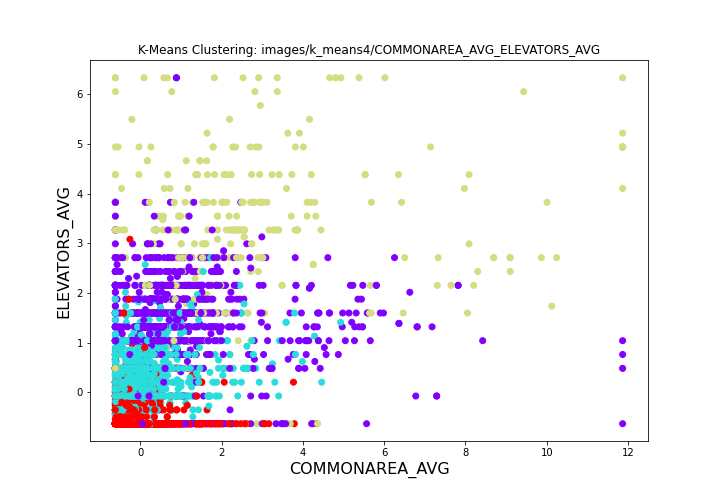 K-Means Clustering: images/k_means4/COMMONAREA_AVG_ELEVATORS_AVG
6
5
4
3
2
1
0
ELEVATORS_AVG
0 2 4 6 8 10 12
COMMONAREA_AVG